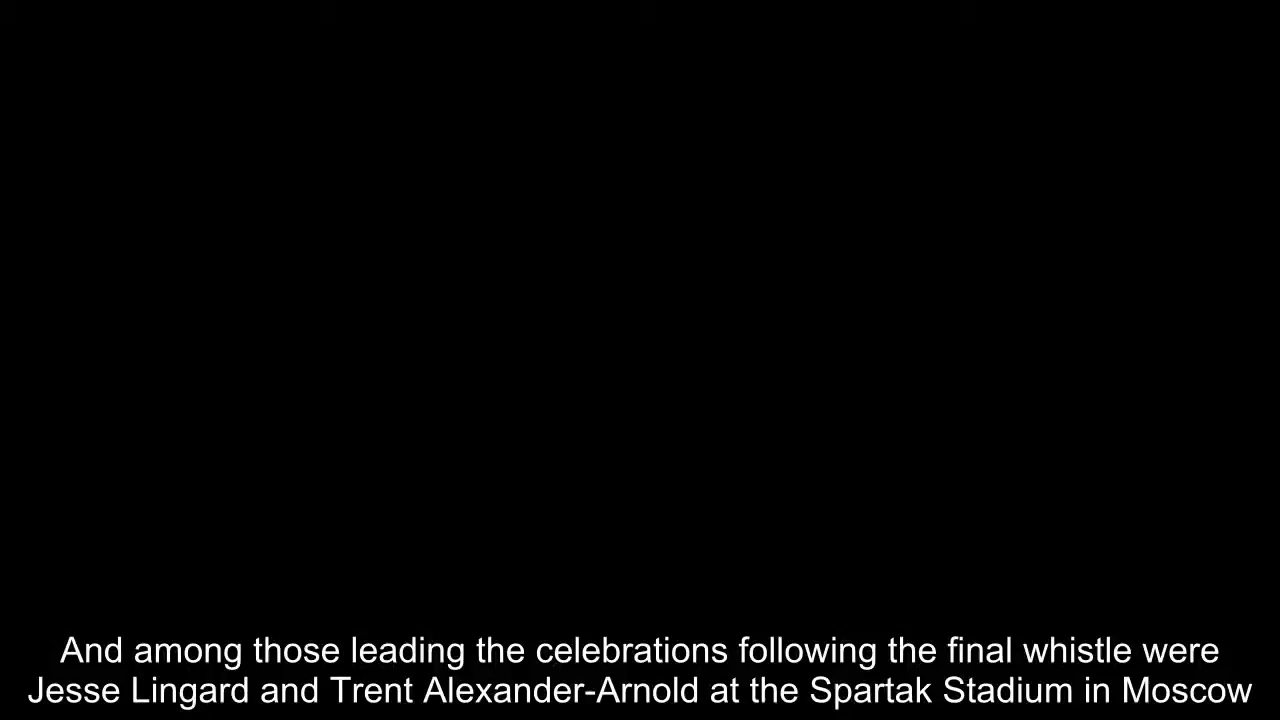 And among those leading the celebrations following the final whistle were
Jesse Lingard and Trent Alexander-Arnold at the Spartak Stadium in Moscow